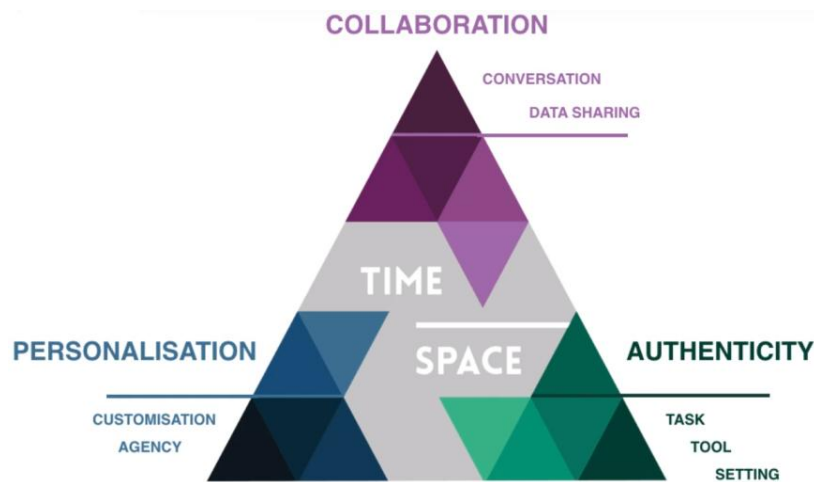 COLLABORATION
CONVERSATION
DATA SHARING
TIME
SPACE
PERSONALISATION
CUSTOMISATION
AGENCY
AUTHENTICITY
TASK
TOOL
SETTING